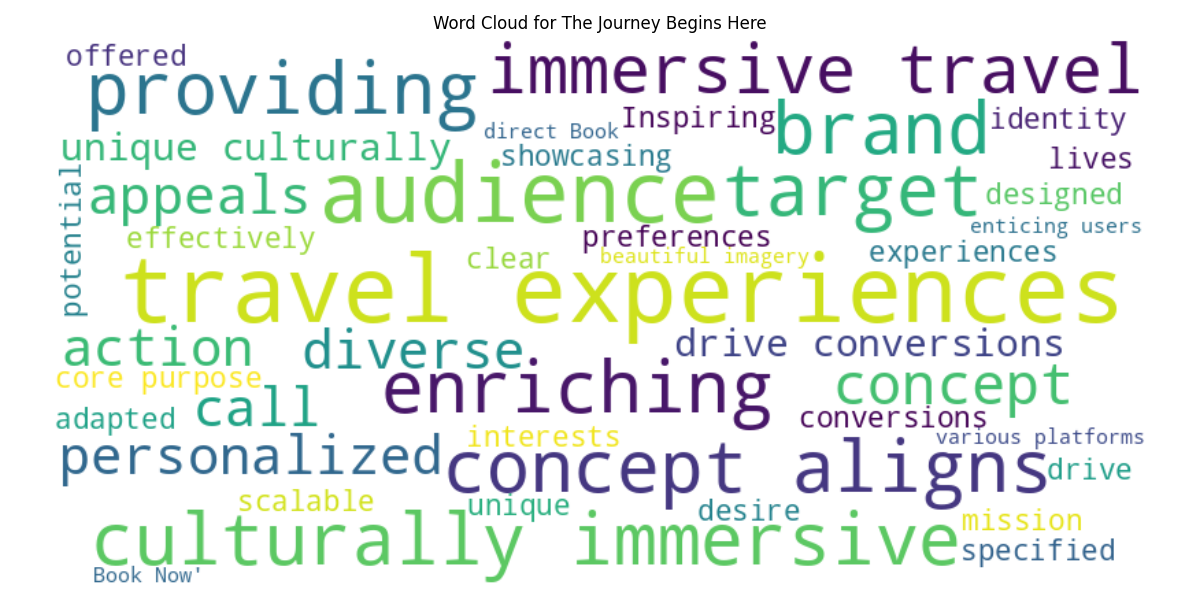 Word Cloud for The Journey Begins Here
offered
providing
immersive travel
direct Book
Inspiring
brand
identity
unique culturally
showcasing
lives
potential
appeals
audience
target
designed
effectively
preferences
enticing users
clear
beautiful imagery
experiences
travel experiences
action
diverse
drive conversions
core purpose
enriching
concept
adapted
call
conversions
interests
various platforms
personalized
concept aligns
drive
scalable
unique
desire
culturally immersive
mission
specified
Book Now'